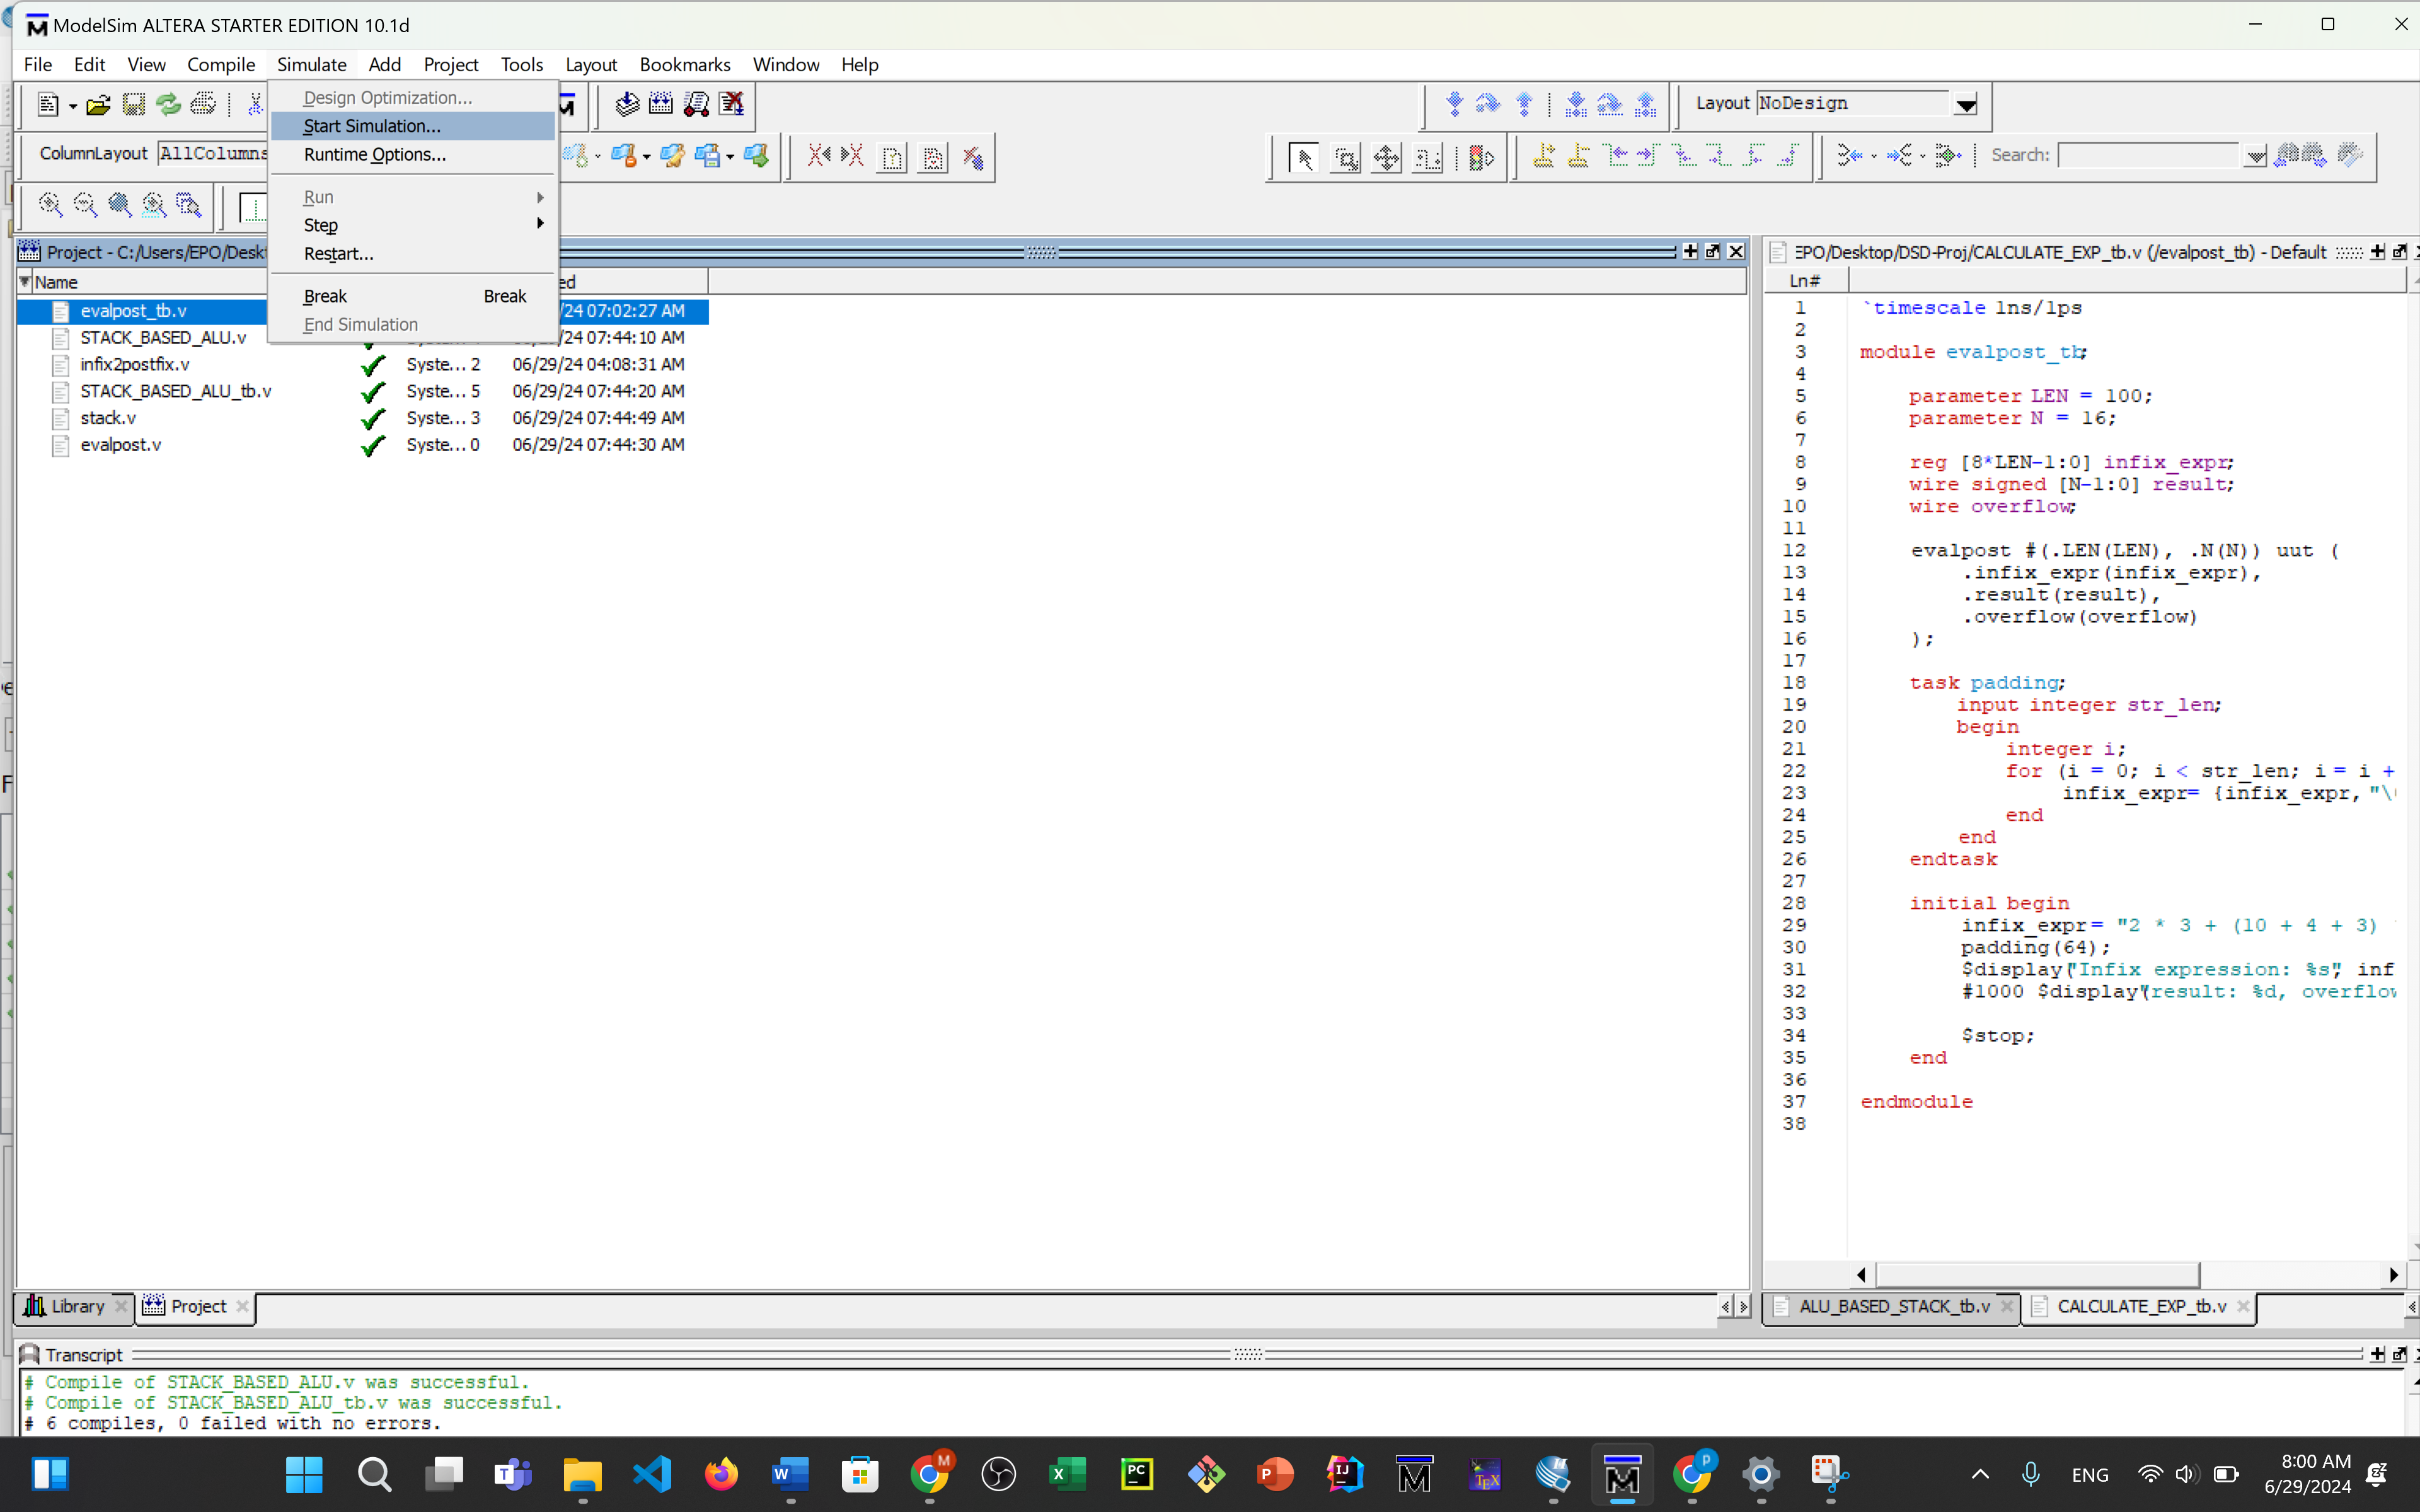 ModelSim ALTERA STARTER EDITION 10.1d
File Edit View Compile Simulate Add Project Tools Layout Bookmarks Window Help
Design Optimization...
Start Simulation...
Runtime Options...
Run
Step
Restart...
Break Break
End Simulation
Layout NoDesign
ColumnLayout AllColumns
Search:
Project - C:/Users/EPO/Deskt
Name ed
evalpost_tb.v /24 07:02:27 AM
STACK_BASED_ALU.v 06/29/24 07:44:10 AM
infix2postfix.v Syste... 2 06/29/24 04:08:31 AM
STACK_BASED_ALU_tb.v Syste... 5 06/29/24 07:44:20 AM
stack.v Syste... 3 06/29/24 07:44:49 AM
evalpost.v Syste... 0 06/29/24 07:44:30 AM
EPO/Desktop/DSD-Proj/CALCULATE_EXP_tb.v (/evalpost_tb) - Default
Ln#
1 `timescale 1ns/1ps
2
3 module evalpost_tb;
4
5 parameter LEN = 100;
6 parameter N = 16;
7
8 reg [8*LEN-1:0] infix_expr;
9 wire signed [N-1:0] result;
10 wire overflow;
11
12 evalpost #(.LEN(LEN), .N(N)) uut (
13 .infix_expr(infix_expr),
14 .result(result),
15 .overflow(overflow)
16 );
17
18 task padding;
19 input integer str_len;
20 begin
21 integer i;
22 for (i = 0; i < str_len; i = i +
23 infix_expr= {infix_expr, "\
24 end
25 end
26 endtask
27
28 initial begin
29 infix_expr = "2 * 3 + (10 + 4 + 3)
30 padding(64);
31 $display("Infix expression: %s", inf
32 #1000 $display("result: %d, overflow
33
34 $stop;
35 end
36
37 endmodule
38
Library Project
ALU_BASED_STACK_tb.v CALCULATE_EXP_tb.v
Transcript
# Compile of STACK_BASED_ALU.v was successful.
# Compile of STACK_BASED_ALU_tb.v was successful.
# 6 compiles, 0 failed with no errors.
ENG
8:00 AM
6/29/2024